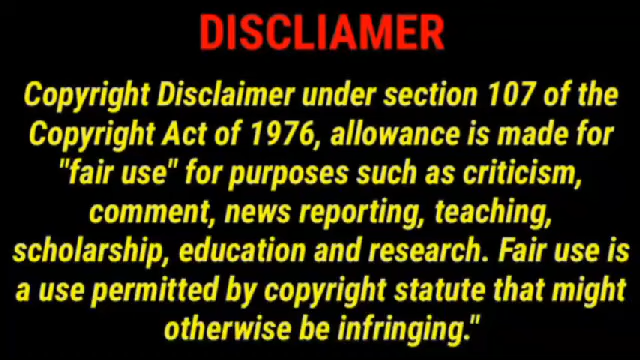 DISCLIAMER
Copyright Disclaimer under section 107 of the
Copyright Act of 1976, allowance is made for
"fair use" for purposes such as criticism,
comment, news reporting, teaching,
scholarship, education and research. Fair use is
a use permitted by copyright statute that might
otherwise be infringing."